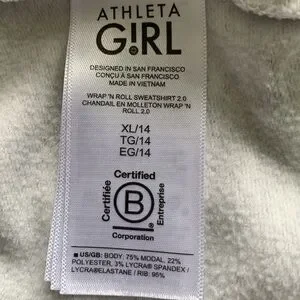 ATHLETA
G!RL
DESIGNED IN SAN FRANCISCO
CONÇU À SAN FRANCISCO
MADE IN VIETNAM
WRAP 'N ROLL SWEATSHIRT 2.0
CHANDAIL EN MOLLETON WRAP 'N
ROLL 2.0
XL/14
TG/14
EG/14
Certified
Certifiée
B
Entreprise
Corporation
US/GB: BODY: 75% MODAL, 22%
POLYESTER, 3% LYCRA® SPANDEX /
LYCRA®ELASTANE / RIB: 95%